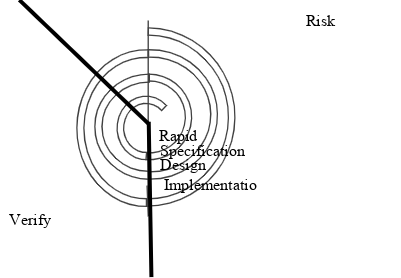 Risk
Rapid
Specification
Design
Implementatio
Verify